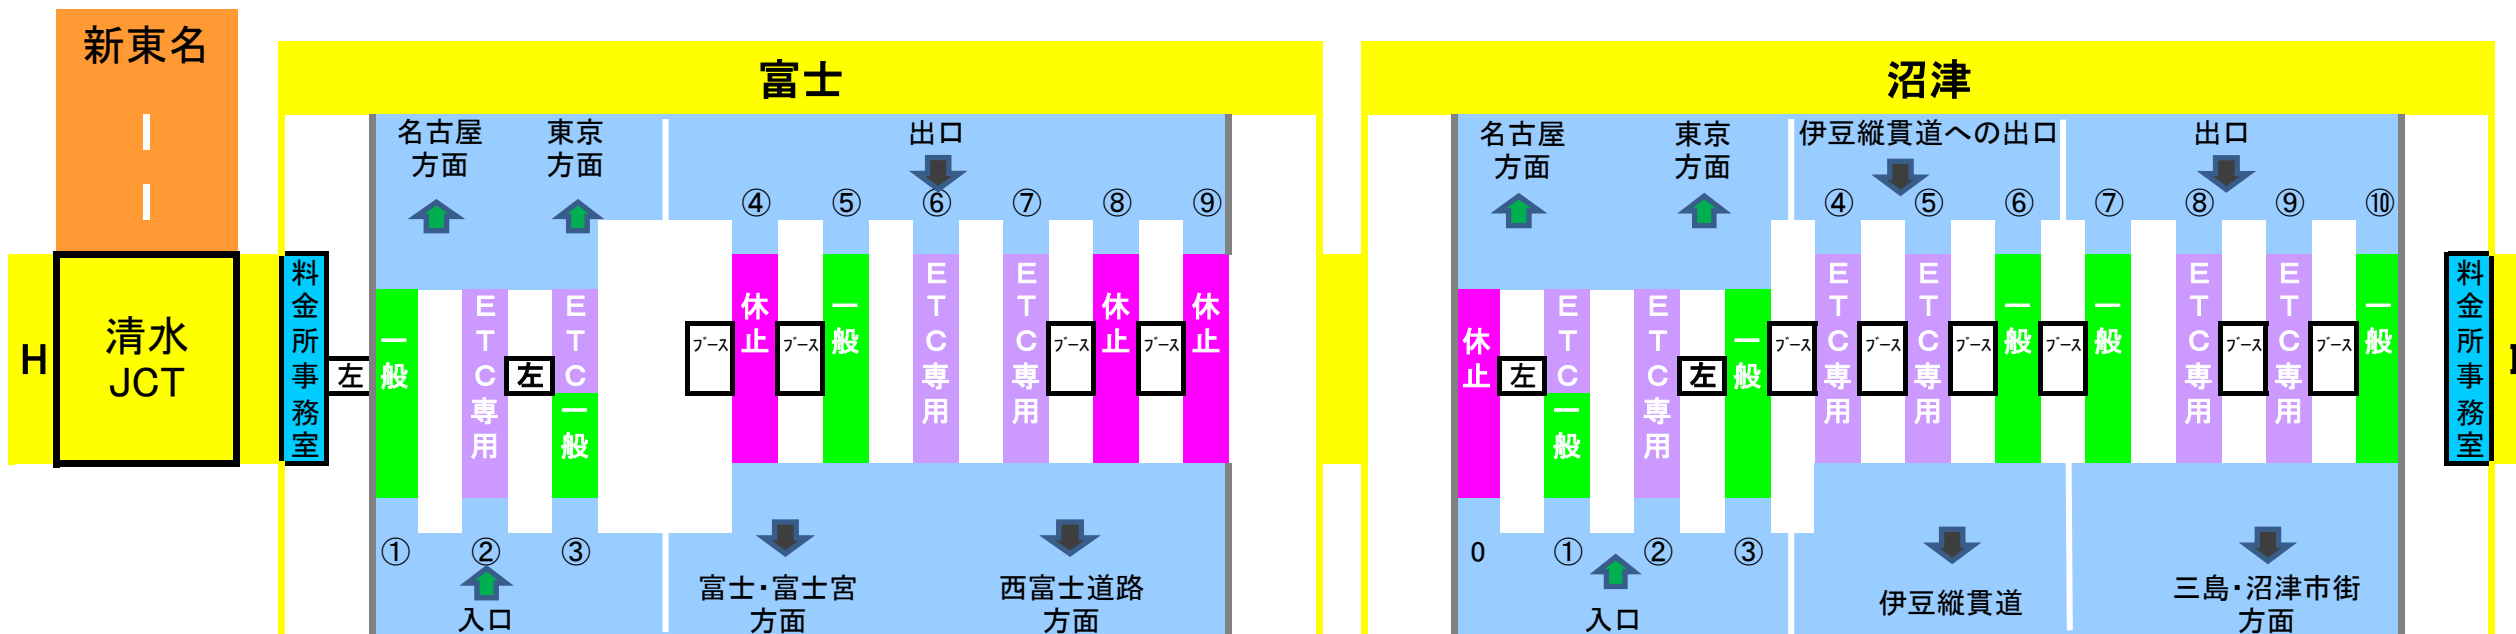 新東名
富士
沼津
名古屋
方面
東京
方面
出口
名古屋
方面
東京
方面
伊豆縦貫道への出口
出口
④
⑤
⑥
⑦
⑧
⑨
④
⑤
⑥
⑦
⑧
⑨
⑩
H
清水
JCT
料金所事務室
左
一般
ETC専用
左
ETC
一般
ブース
休止
ブース
一般
ETC専用
ETC専用
ブース
休止
ブース
休止
休止
左
ETC
一般
ETC専用
左
一般
ブース
ETC専用
ブース
ETC専用
ブース
一般
ブース
一般
ETC専用
ブース
ETC専用
ブース
一般
料金所事務室
①
②
③
0
①
②
③
入口
富士・富士宮
方面
西富士道路
方面
入口
伊豆縦貫道
三島・沼津市街
方面